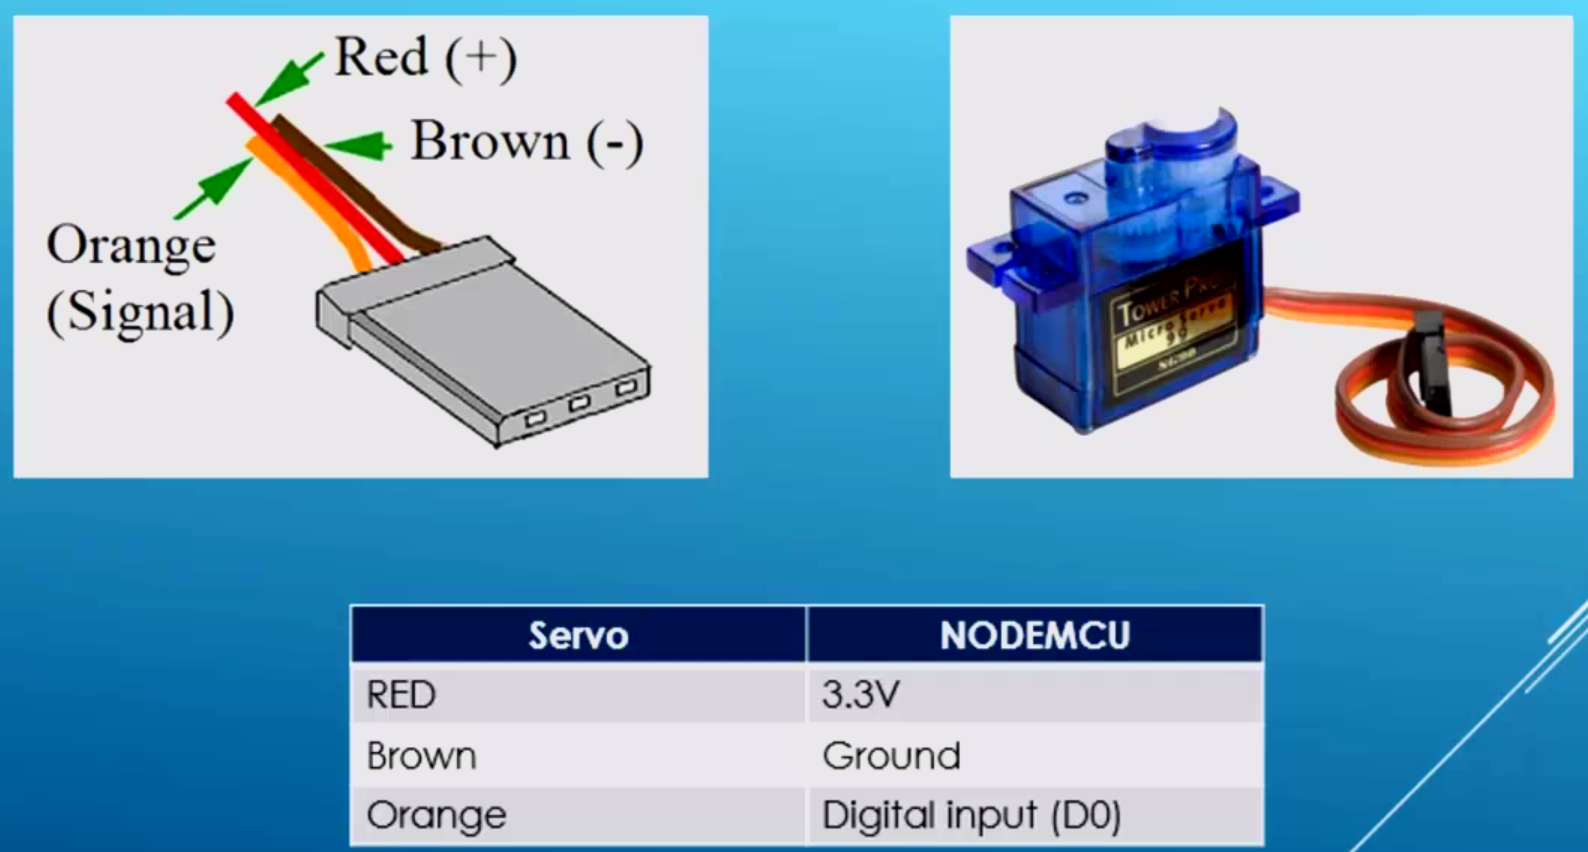 Red (+)
Brown (-)
Orange
(Signal)
TOWER PRO
Micro Servo
9g
Servo NODEMCU
RED 3.3V
Brown Ground
Orange Digital input (D0)